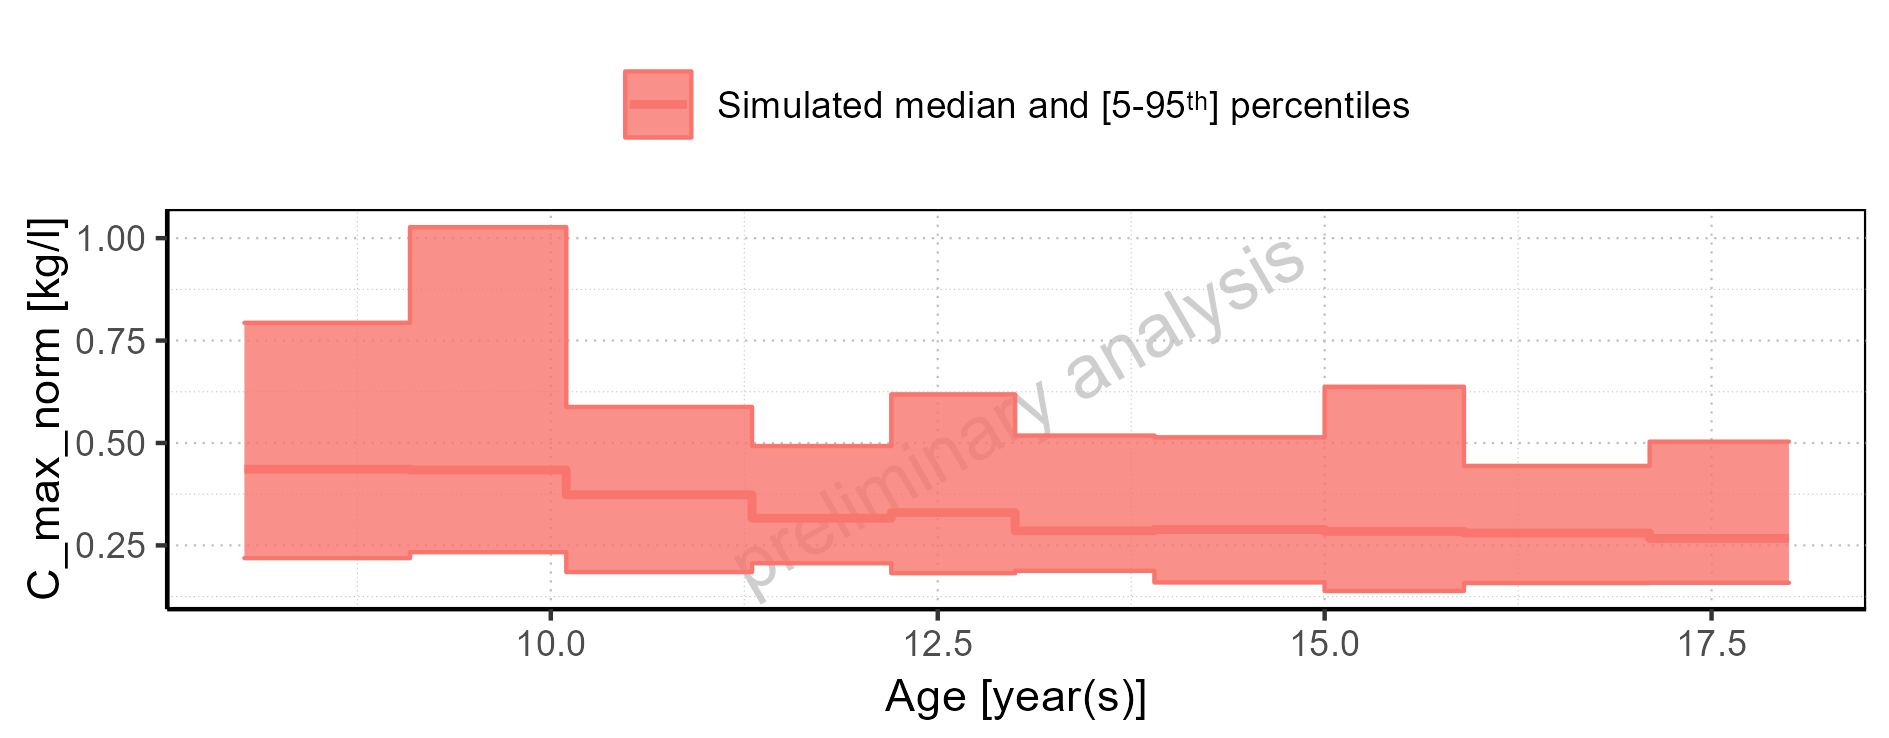 Simulated median and [5-95ᵗʰ] percentiles
C_max_norm [kg/l]
1.00
0.75
0.50
0.25
preliminary analysis
10.0 12.5 15.0 17.5
Age [year(s)]